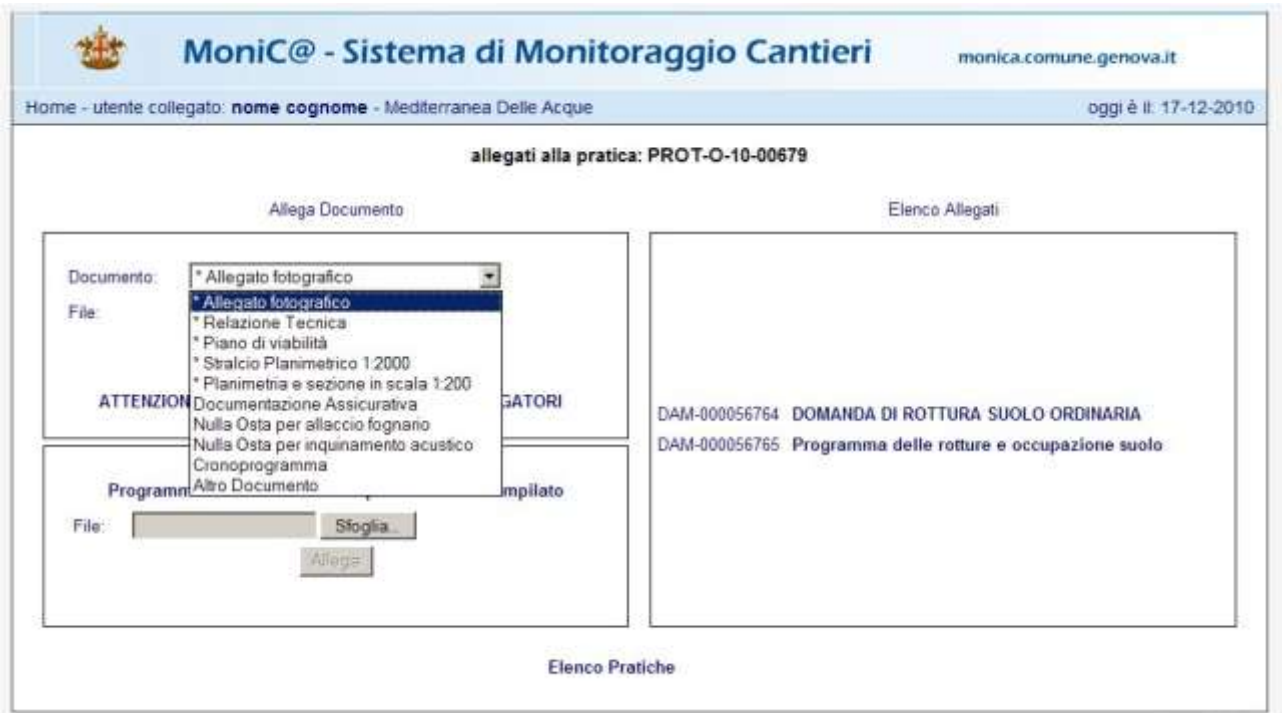 MoniC@ - Sistema di Monitoraggio Cantieri
monica.comune.genova.it
Home - utente collegato: nome cognome - Mediterranea Delle Acque
oggi è il: 17-12-2010
allegati alla pratica: PROT-O-10-00679
Allega Documento
Documento: * Allegato fotografico
* Allegato fotografico
File:
* Relazione Tecnica
* Piano di viabilità
* Stralcio Planimetrico 1:2000
* Planimetria e sezione in scala 1:200
ATTENZION
Documentazione Assicurativa
GATORI
Nulla Osta per allaccio fognario
Nulla Osta per inquinamento acustico
Cronoprogramma
Altro Documento
Programm
mpilato
File: Sfoglia...
Allega
Elenco Allegati
DAM-000056764 DOMANDA DI ROTTURA SUOLO ORDINARIA
DAM-000056765 Programma delle rotture e occupazione suolo
Elenco Pratiche